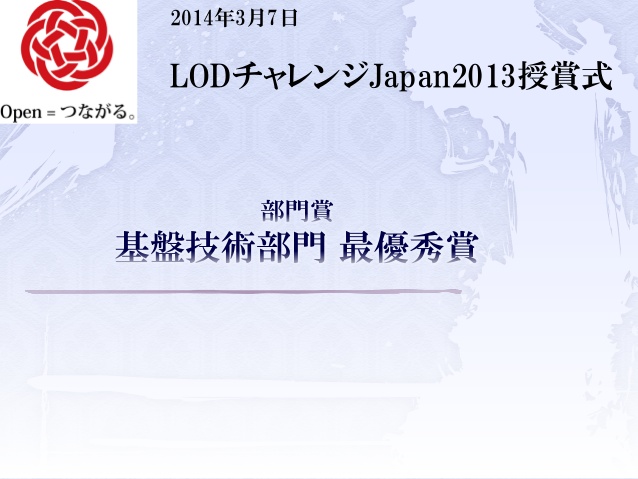 2014年3月7日
LODチャレンジJapan2013授賞式
Open = つながる。
部門賞
基盤技術部門 最優秀賞